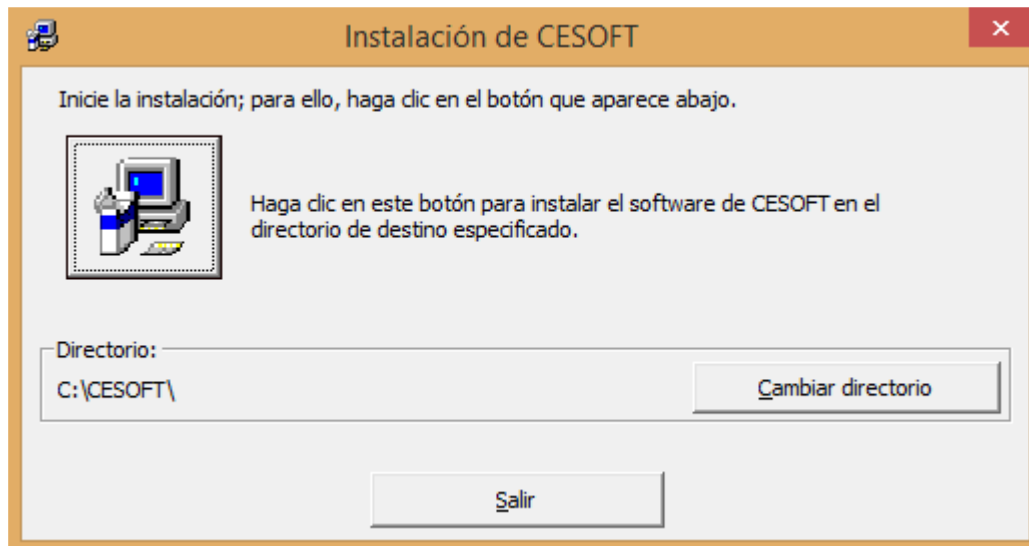 Instalación de CESOFT
Inicie la instalación; para ello, haga clic en el botón que aparece abajo.
Haga clic en este botón para instalar el software de CESOFT en el
directorio de destino especificado.
Directorio:
C:\CESOFT\
Cambiar directorio
Salir